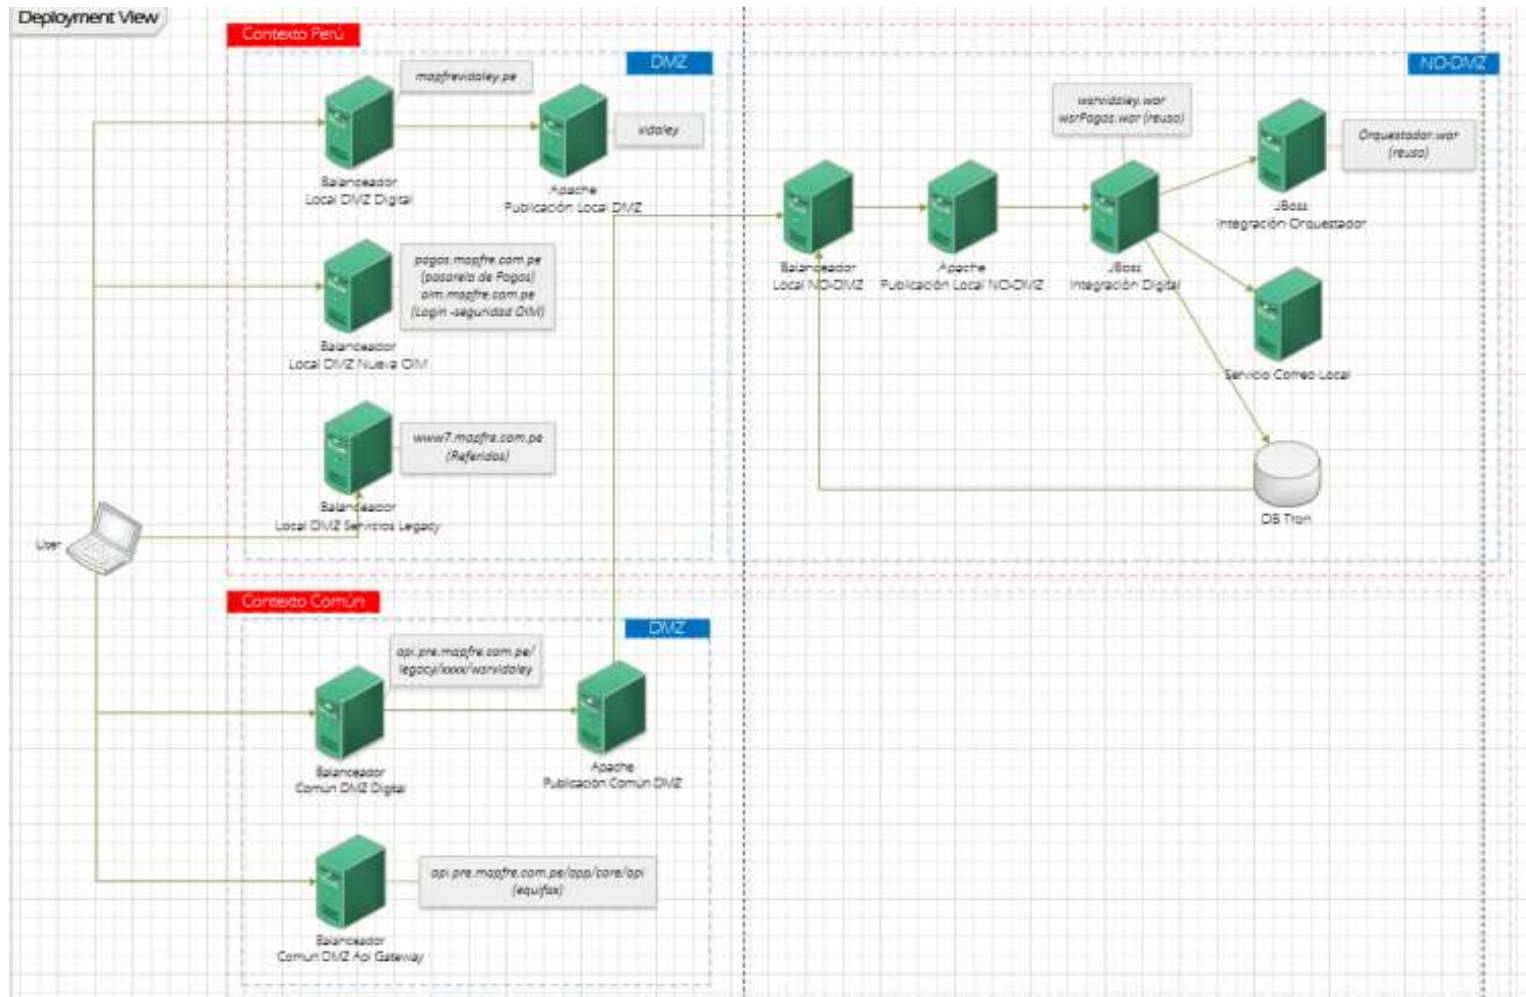 Deployment View
Contexto Perú
DMZ
NO-DMZ
mapfrevidaley.pe
vidaley
Balanceador
Local DMZ Digital
Apache
Publicación Local DMZ
wsrvidaley.war
wsrPagos.war (reuso)
Orquestador.war
(reuso)
JBoss
Integración Orquestador
pagos.mapfre.com.pe
(pasarela de Pagos)
oim.mapfre.com.pe
(Login -seguridad OIM)
Balanceador
Local NO-DMZ
Apache
Publicación Local NO-DMZ
JBoss
Integración Digital
Balanceador
Local DMZ Nueva OIM
Servicio Correo Local
www7.mapfre.com.pe
(Referidos)
Balanceador
Local DMZ Servicios Legacy
DB Tron
User
Contexto Común
DMZ
api.pre.mapfre.com.pe/
legacy/xxxx/wsrvidaley
Balanceador
Comun DMZ Digital
Apache
Publicación Común DMZ
api.pre.mapfre.com.pe/app/core/api
(equifax)
Balanceador
Comun DMZ Api Gateway